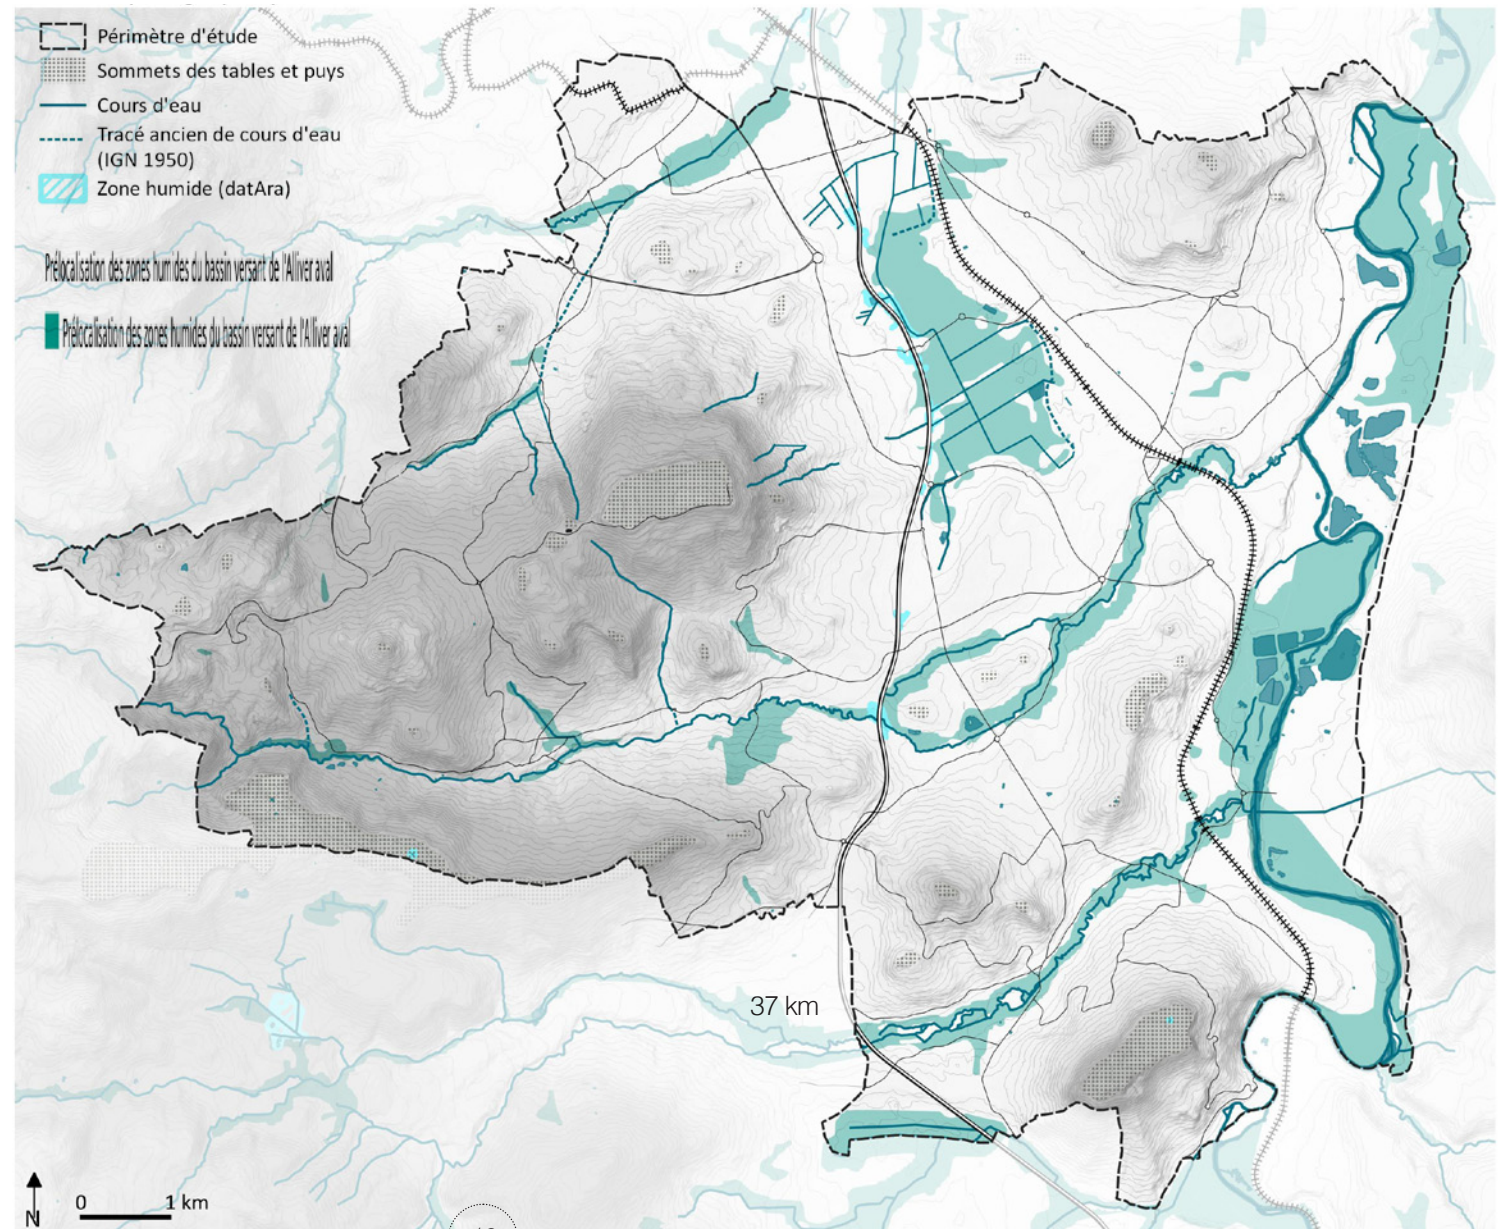 Périmètre d'étude
Sommets des tables et puys
Cours d'eau
Tracé ancien de cours d'eau
(IGN 1950)
Zone humide (datAra)
Prélocalisation des zones humides du bassin versant de l'Alliver aval
Prélocalisation des zones humides du bassin versant de l'Alliver aval
37 km
0 1 km
N